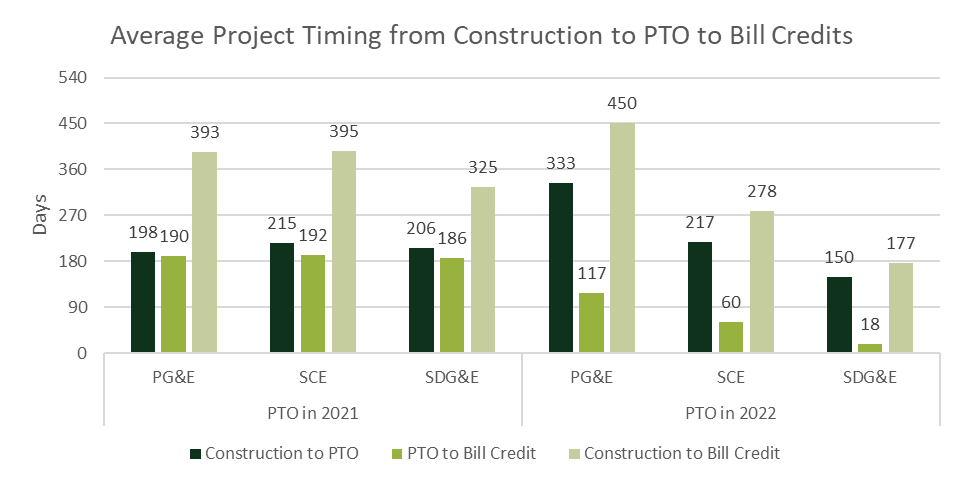 Average Project Timing from Construction to PTO to Bill Credits
Days
540
450
360
270
180
90
0
198 190 393
215 192 395
206 186 325
333 117 450
217 60 278
150 18 177
PG&E SCE SDG&E PG&E SCE SDG&E
PTO in 2021 PTO in 2022
Construction to PTO PTO to Bill Credit Construction to Bill Credit